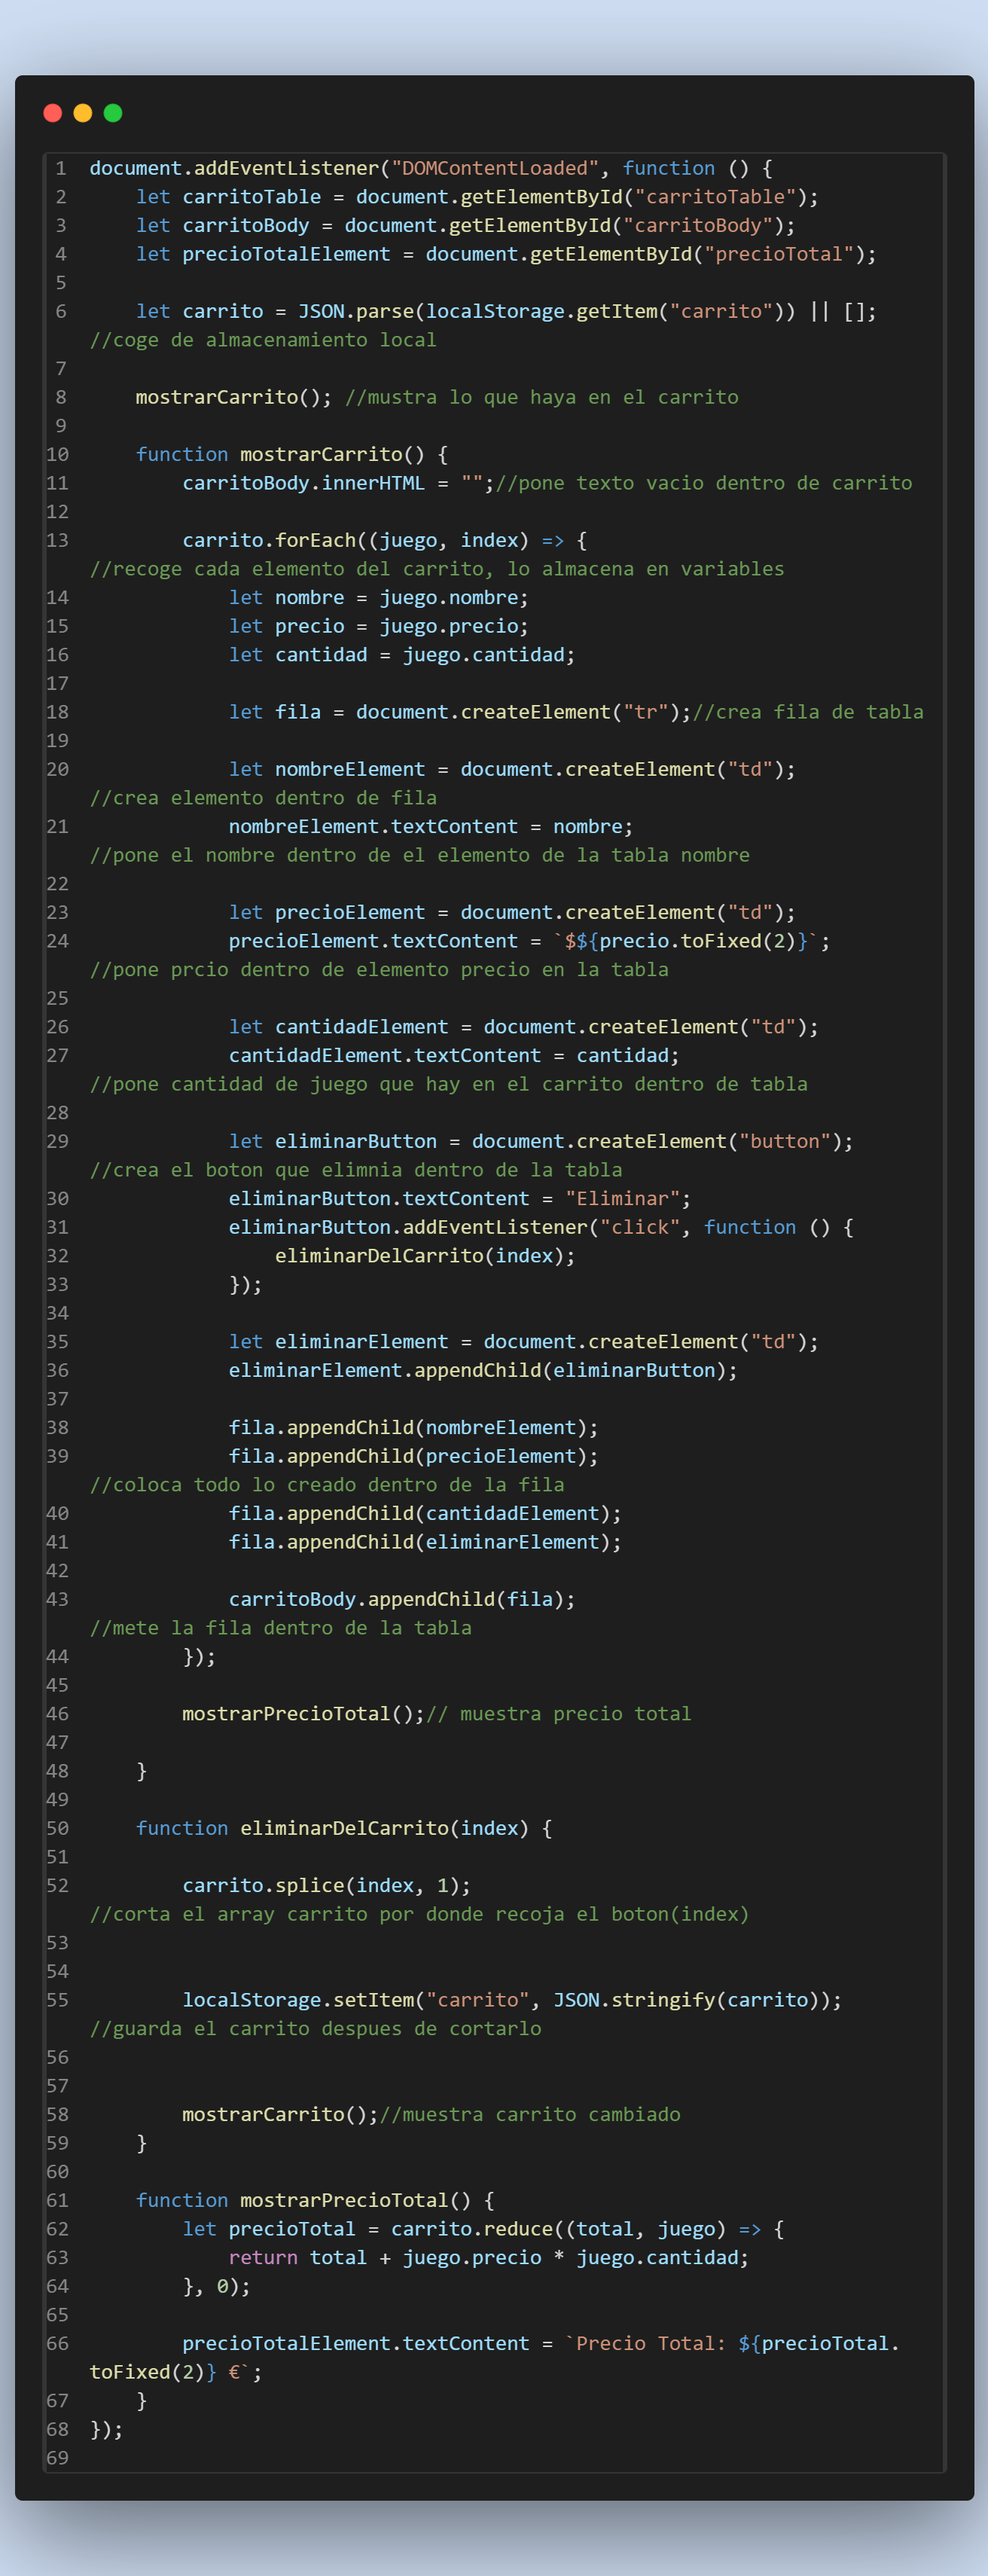 1 document.addEventListener("DOMContentLoaded", function () {
2     let carritoTable = document.getElementById("carritoTable");
3     let carritoBody = document.getElementById("carritoBody");
4     let precioTotalElement = document.getElementById("precioTotal");
5
6     let carrito = JSON.parse(localStorage.getItem("carrito")) || [];
//coge de almacenamiento local
7
8     mostrarCarrito(); //mustra lo que haya en el carrito
9
10     function mostrarCarrito() {
11         carritoBody.innerHTML = "";//pone texto vacio dentro de carrito
12
13         carrito.forEach((juego, index) => {
//recoge cada elemento del carrito, lo almacena en variables
14             let nombre = juego.nombre;
15             let precio = juego.precio;
16             let cantidad = juego.cantidad;
17
18             let fila = document.createElement("tr");//crea fila de tabla
19
20             let nombreElement = document.createElement("td");
//crea elemento dentro de fila
21             nombreElement.textContent = nombre;
//pone el nombre dentro de el elemento de la tabla nombre
22
23             let precioElement = document.createElement("td");
24             precioElement.textContent = `$${precio.toFixed(2)}`;
//pone prcio dentro de elemento precio en la tabla
25
26             let cantidadElement = document.createElement("td");
27             cantidadElement.textContent = cantidad;
//pone cantidad de juego que hay en el carrito dentro de tabla
28
29             let eliminarButton = document.createElement("button");
//crea el boton que elimnia dentro de la tabla
30             eliminarButton.textContent = "Eliminar";
31             eliminarButton.addEventListener("click", function () {
32                 eliminarDelCarrito(index);
33             });
34
35             let eliminarElement = document.createElement("td");
36             eliminarElement.appendChild(eliminarButton);
37
38             fila.appendChild(nombreElement);
39             fila.appendChild(precioElement);
//coloca todo lo creado dentro de la fila
40             fila.appendChild(cantidadElement);
41             fila.appendChild(eliminarElement);
42
43             carritoBody.appendChild(fila);
//mete la fila dentro de la tabla
44         });
45
46         mostrarPrecioTotal();// muestra precio total
47
48     }
49
50     function eliminarDelCarrito(index) {
51
52         carrito.splice(index, 1);
//corta el array carrito por donde recoja el boton(index)
53
54
55         localStorage.setItem("carrito", JSON.stringify(carrito));
//guarda el carrito despues de cortarlo
56
57
58         mostrarCarrito();//muestra carrito cambiado
59     }
60
61     function mostrarPrecioTotal() {
62         let precioTotal = carrito.reduce((total, juego) => {
63             return total + juego.precio * juego.cantidad;
64         }, 0);
65
66         precioTotalElement.textContent = `Precio Total: ${precioTotal.
toFixed(2)} €`;
67     }
68 });
69